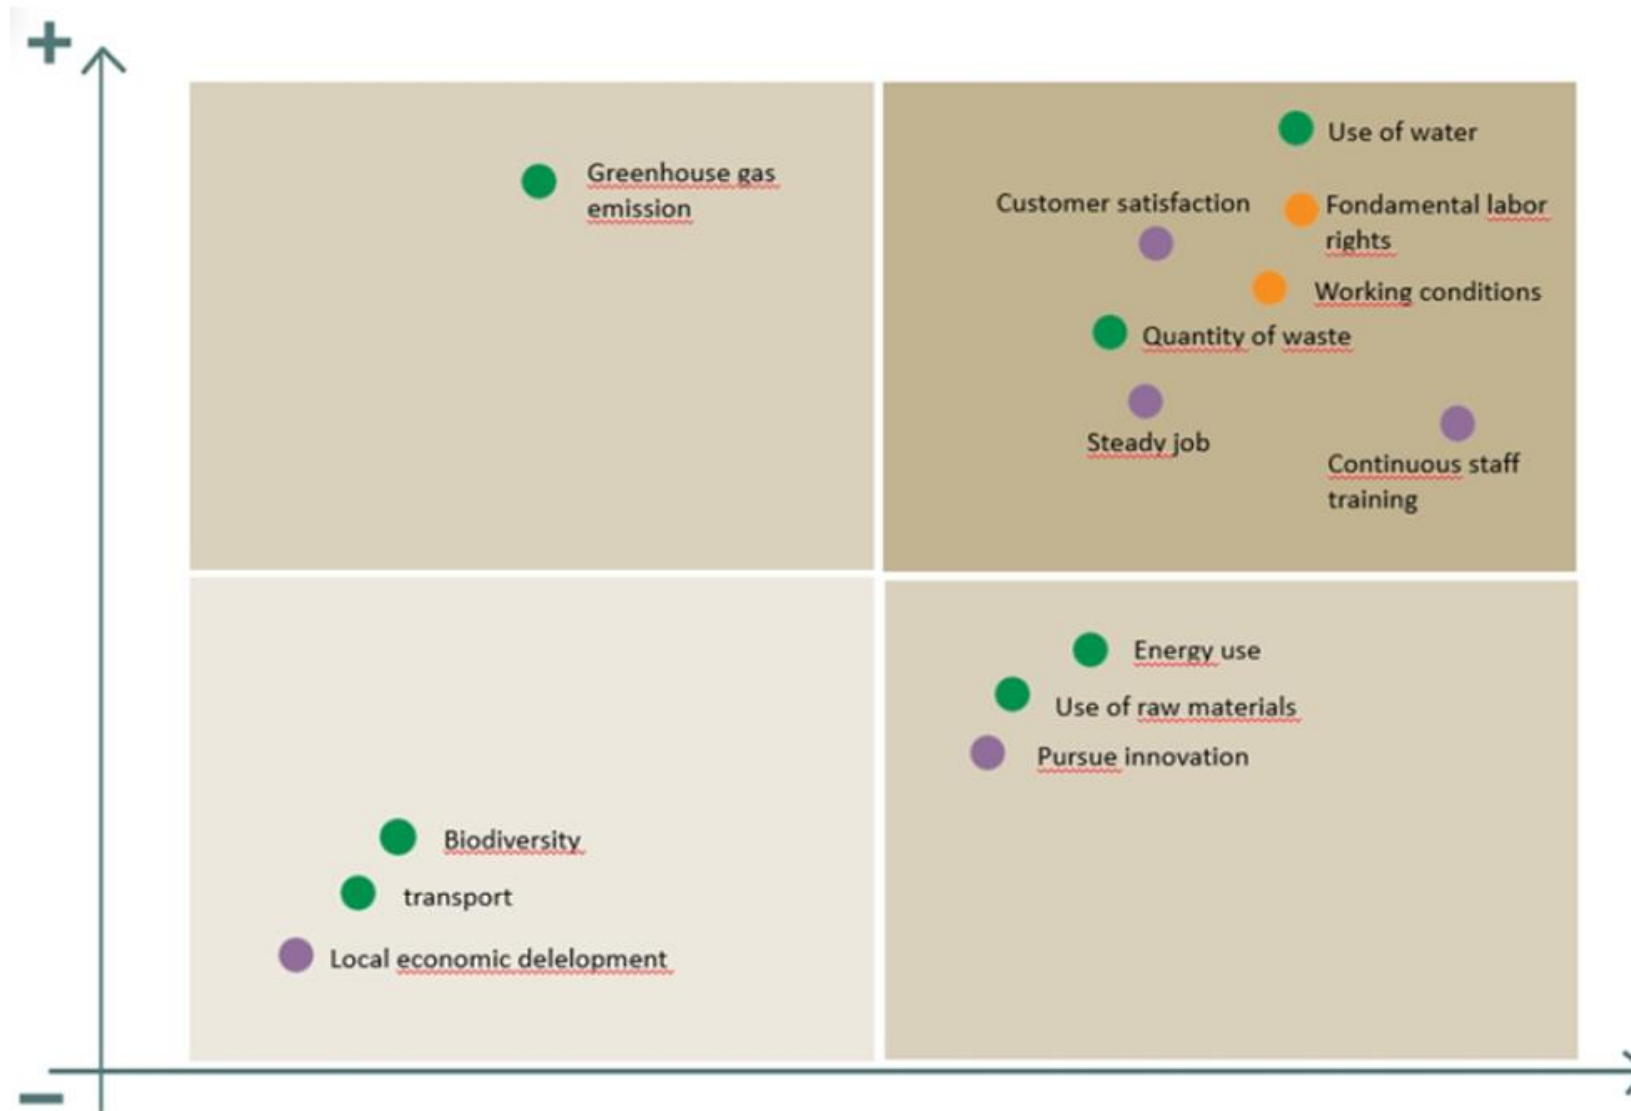 +
Greenhouse gas
emission
Use of water
Customer satisfaction
Fondamental labor
rights
Working conditions
Quantity of waste
Steady job
Continuous staff
training
Energy use
Use of raw materials
Pursue innovation
Biodiversity
transport
Local economic delelopment
−